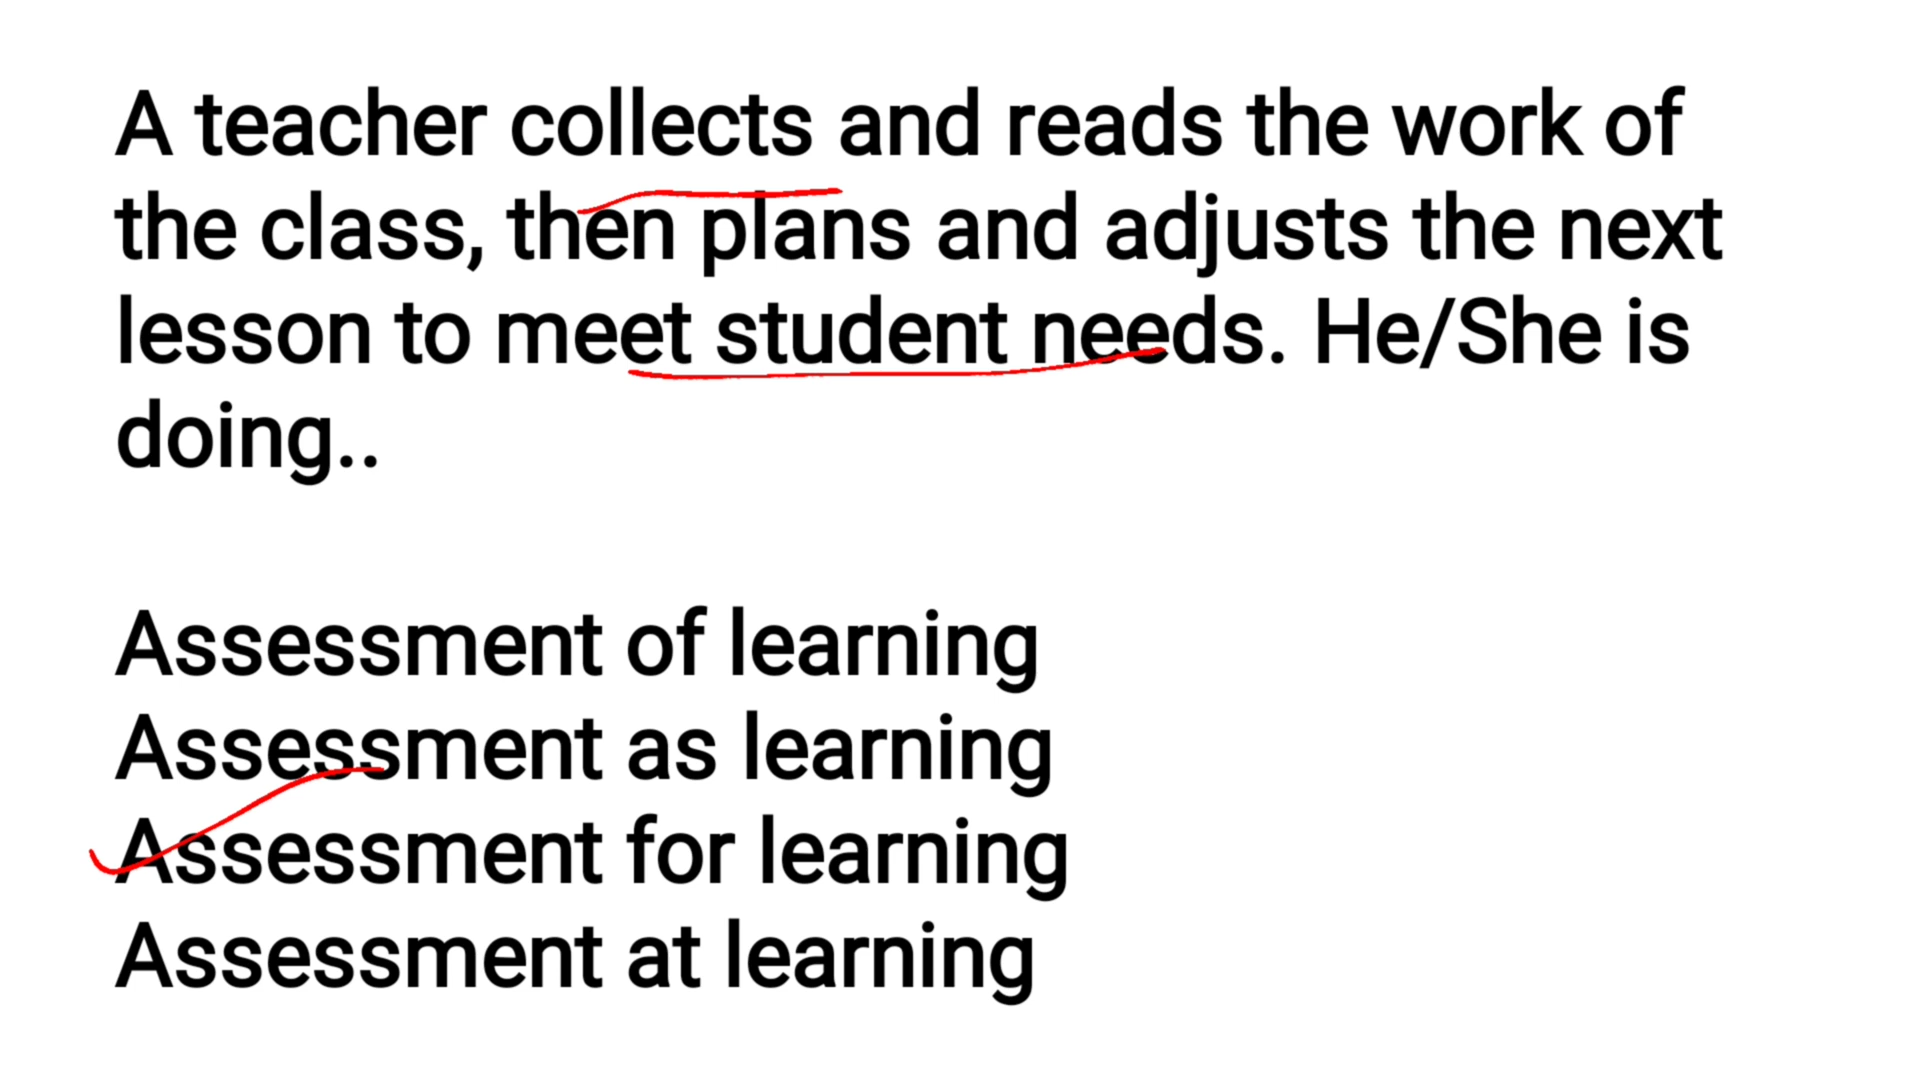 A teacher collects and reads the work of
the class, then plans and adjusts the next
lesson to meet student needs. He/She is
doing..
Assessment of learning
Assessment as learning
Assessment for learning
Assessment at learning